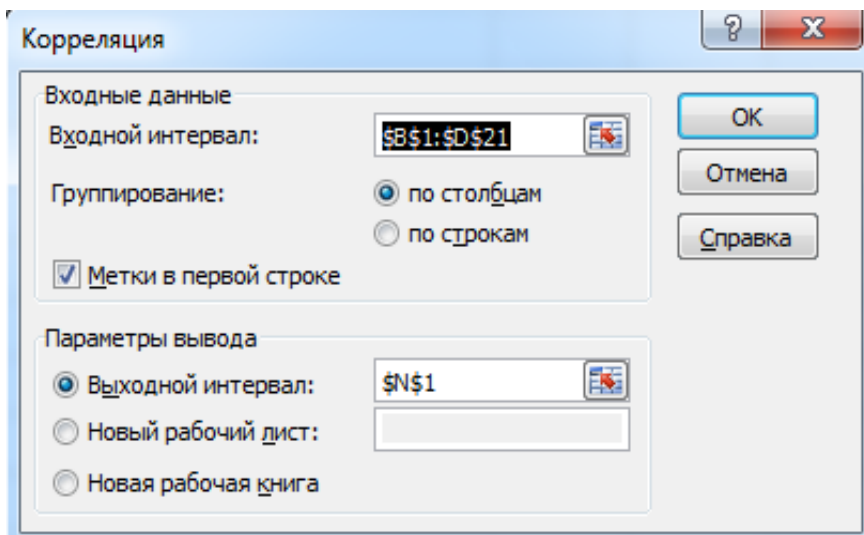 Корреляция
Входные данные
Входной интервал: $B$1:$D$21
Группирование: по столбцам
по строкам
Метки в первой строке
Параметры вывода
Выходной интервал: $N$1
Новый рабочий лист:
Новая рабочая книга
?
ОК
Отмена
Справка